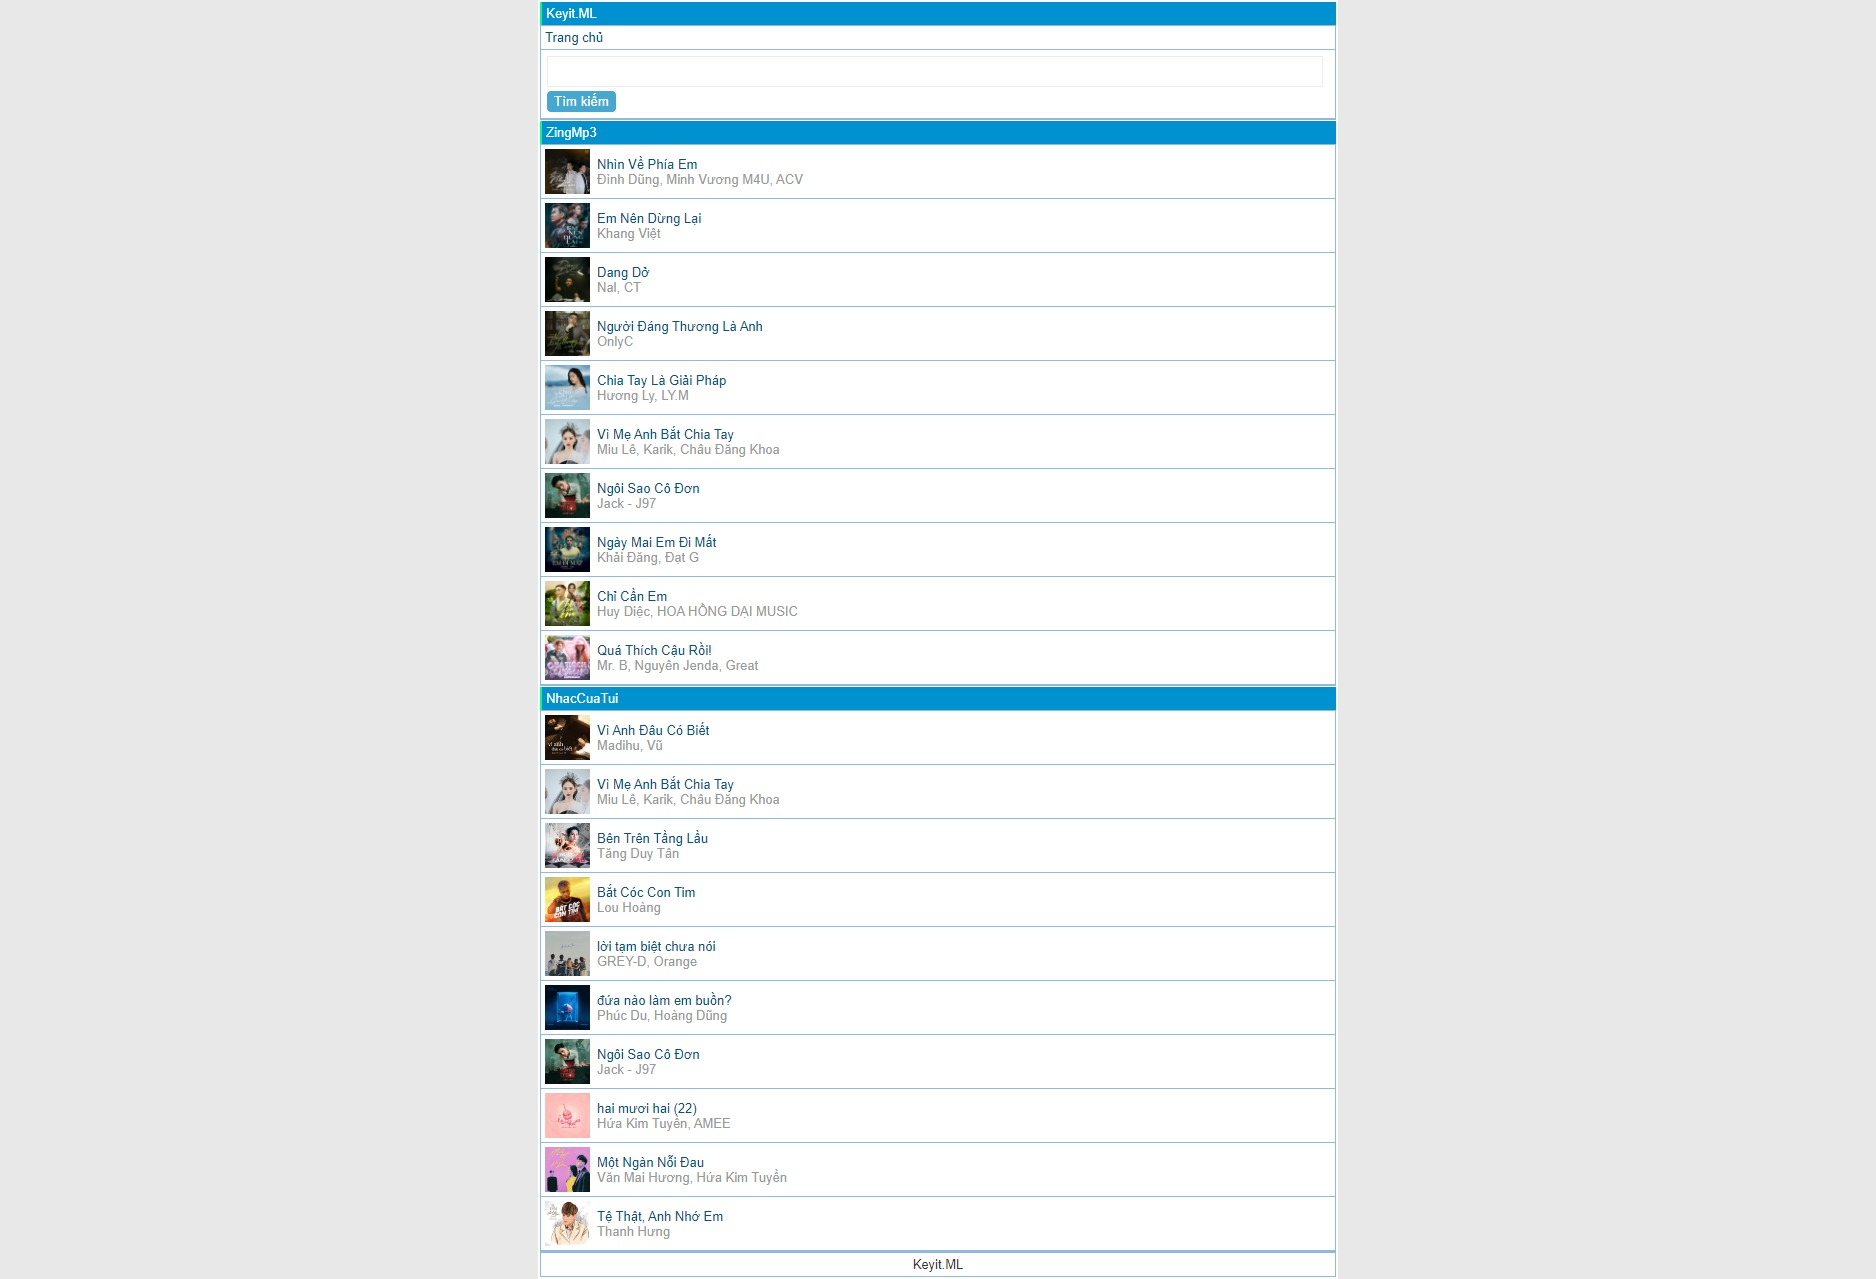 Keyit.ML
Trang chủ
Tìm kiếm
ZingMp3
Nhìn Về Phía Em
Đình Dũng, Minh Vương M4U, ACV
Em Nên Dừng Lại
Khang Việt
Dang Dở
Nal, CT
Người Đáng Thương Là Anh
OnlyC
Chia Tay Là Giải Pháp
Hương Ly, LY.M
Vì Mẹ Anh Bắt Chia Tay
Miu Lê, Karik, Châu Đăng Khoa
Ngôi Sao Cô Đơn
Jack - J97
Ngày Mai Em Đi Mất
Khải Đăng, Đạt G
Chỉ Cần Em
Huy Diệc, HOA HỒNG DẠI MUSIC
Quá Thích Cậu Rồi!
Mr. B, Nguyên Jenda, Great
NhacCuaTui
Vì Anh Đâu Có Biết
Madihu, Vũ
Vì Mẹ Anh Bắt Chia Tay
Miu Lê, Karik, Châu Đăng Khoa
Bên Trên Tầng Lầu
Tăng Duy Tân
Bắt Cóc Con Tim
Lou Hoàng
BẮT CÓC
CON TIM
lời tạm biệt chưa nói
GREY-D, Orange
đứa nào làm em buồn?
Phúc Du, Hoàng Dũng
Ngôi Sao Cô Đơn
Jack - J97
hai mươi hai (22)
Hứa Kim Tuyền, AMEE
Một Ngàn Nỗi Đau
Văn Mai Hương, Hứa Kim Tuyền
Tệ Thật, Anh Nhớ Em
Thanh Hưng
Keyit.ML